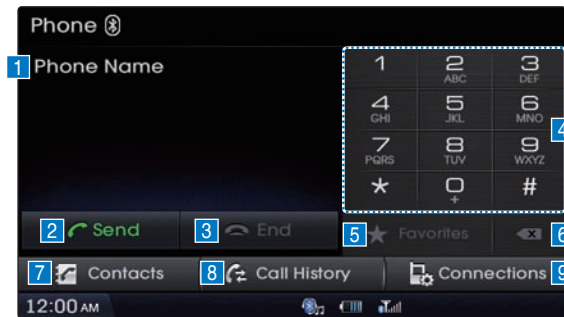 Phone
1 Phone Name
1
2 ABC
3 DEF
4 GHI
5 JKL
6 MNO
4
7 PQRS
8 TUV
9 WXYZ
*
0 +
#
2 Send
3 End
5 Favorites
6
7 Contacts
8 Call History
Connections 9
12:00 AM